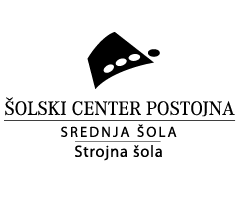 ŠOLSKI CENTER POSTOJNA
SREDNJA ŠOLA
Strojna šola